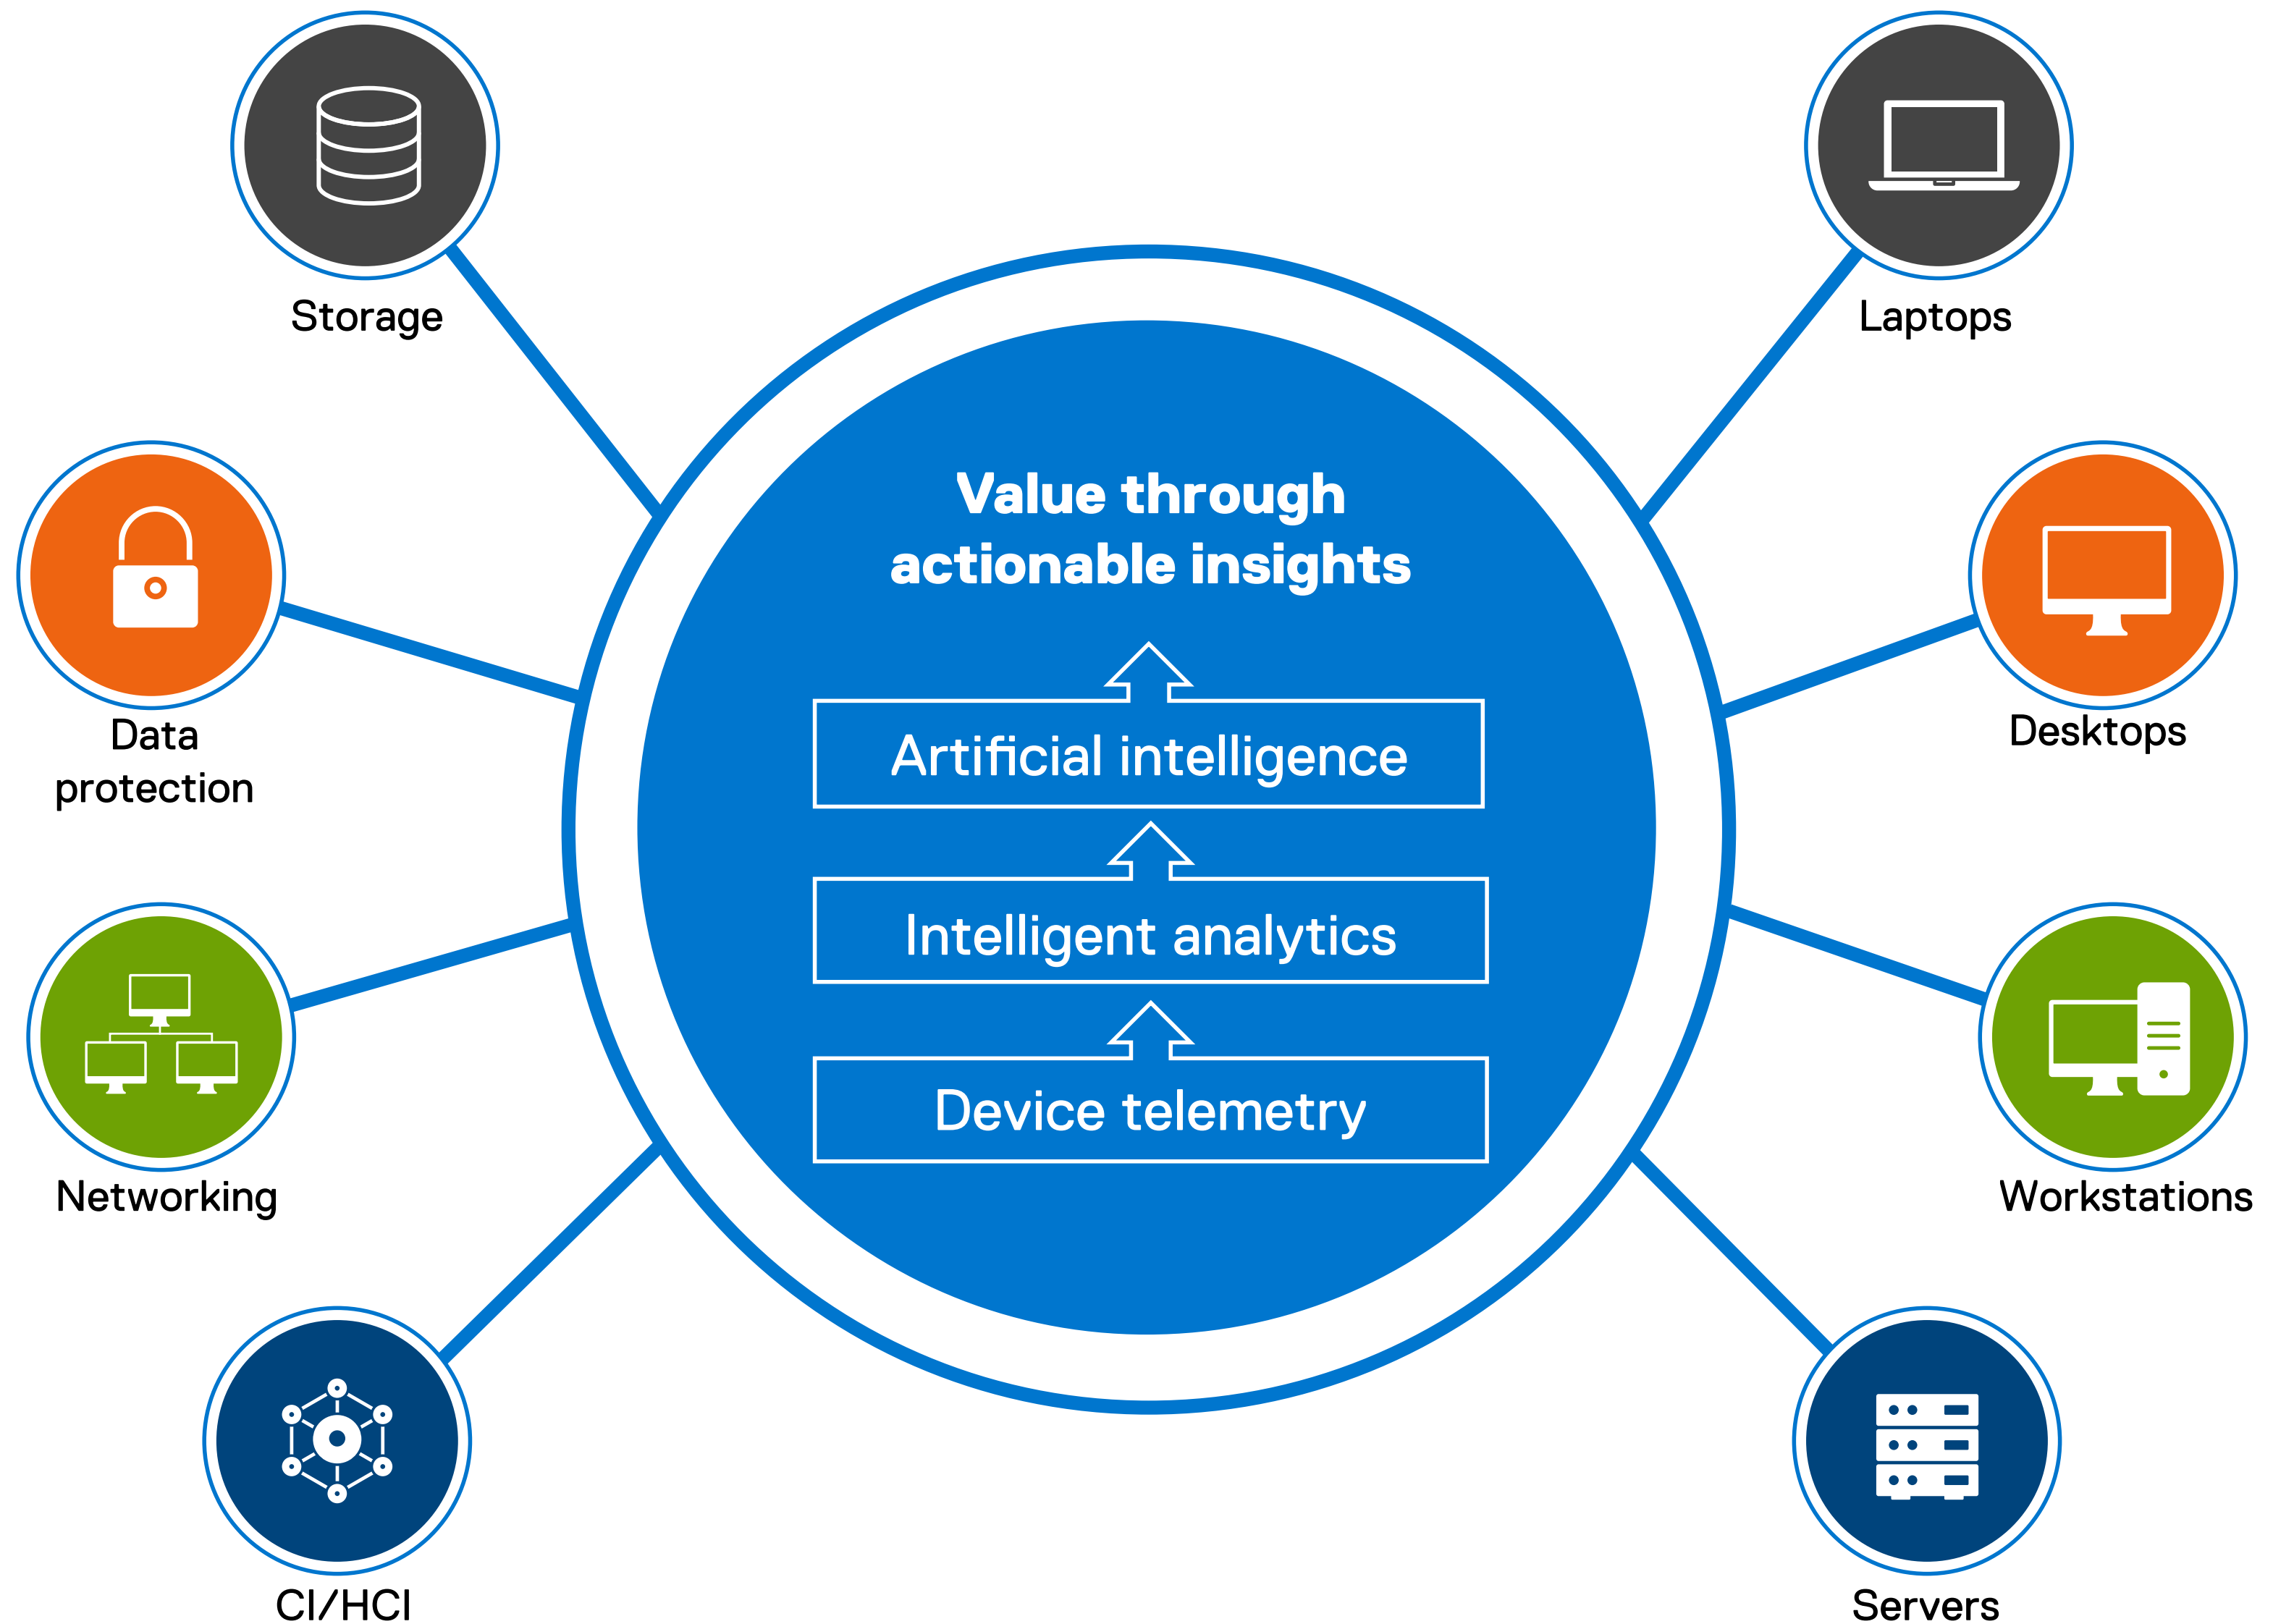 Storage
Data
protection
Networking
CI/HCI
Value through
actionable insights
Artificial intelligence
Intelligent analytics
Device telemetry
Laptops
Desktops
Workstations
Servers